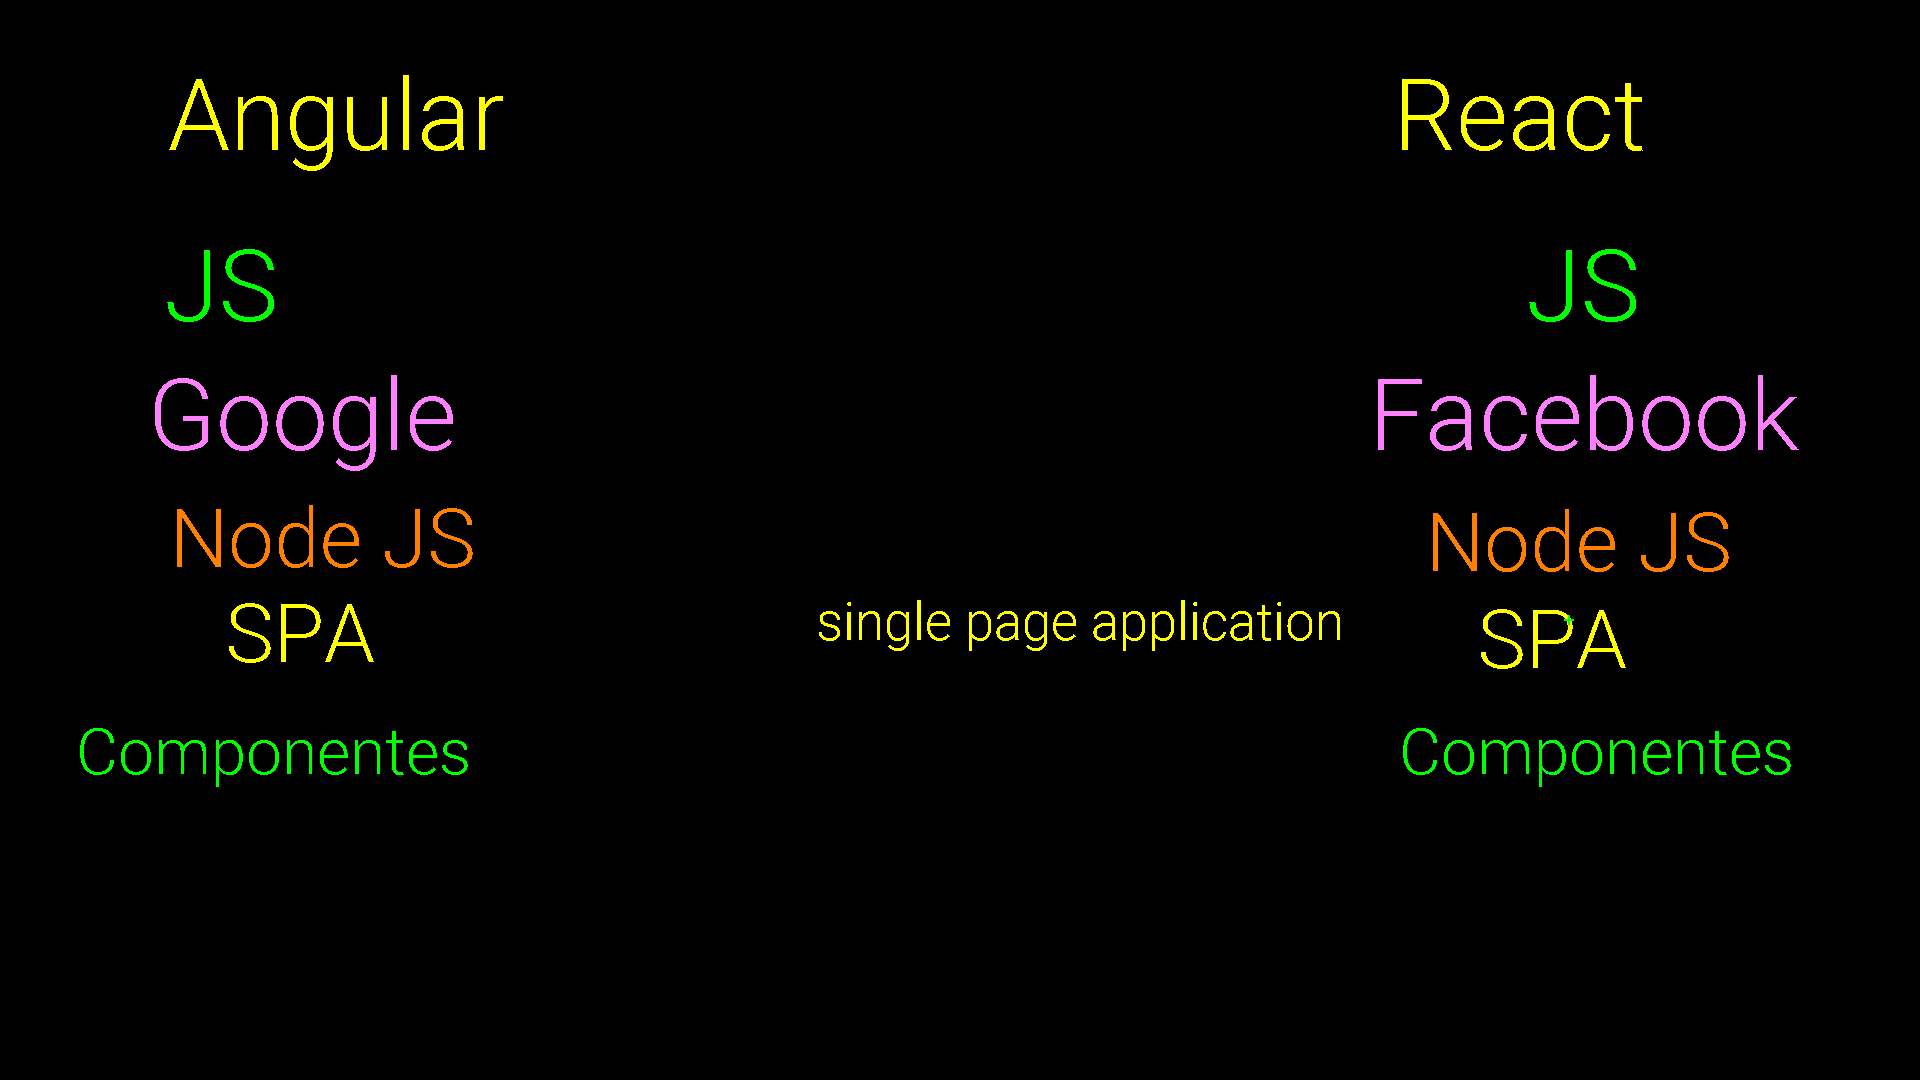 Angular
React
JS
JS
Google
Facebook
Node JS
Node JS
SPA
single page application
SPA
Componentes
Componentes